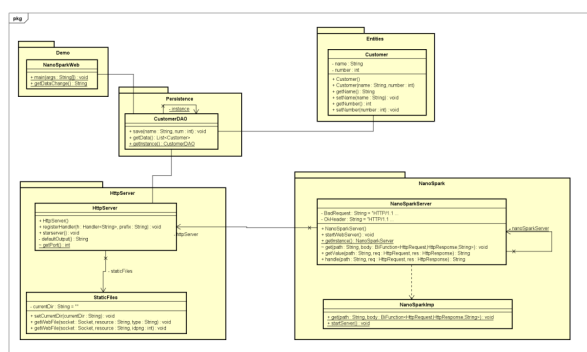 pkg
Demo
NanoSparkWeb
+ main(args : String[]) : void
+ getDataChange() : String
Entities
Customer
- name : String
- number : int
+ Customer()
+ Customer(name : String, number : int)
+ getName() : String
+ setName(name : String) : void
+ getNumber() : int
+ setNumber(number : int) : void
Persistence
- instance
CustomerDAO
+ save(name : String, num : int) : void
+ getData() : List<Customer>
+ getInstance() : CustomerDAO
HttpServer
HttpServer
+ HttpServer()
+ registerHandler(h : Handler<String>, prefix : String) : void
+ starserver() : void
- defaultOutput() : String
+ getPort() : int
- staticFiles
StaticFiles
- currentDir : String = ""
+ setCurrentDir(currentDir : String) : void
+ getWebFile(socket : Socket, resource : String, type : String) : void
+ getWebFile(socket : Socket, resource : String, idpng : int) : void
NanoSpark
NanoSparkServer
- BadRequest : String = "HTTP/1.1 ...
- OkHeader : String = "HTTP/1.1 ...
+ NanoSparkServer()
+ startWebServer() : void
+ getInstance() : NanoSparkServer
+ get(path : String, body : BiFunction<HttpRequest,HttpResponse,String>) : void
+ getValue(path : String, req : HttpRequest, res : HttpResponse) : String
+ handle(path : String, req : HttpRequest, res : HttpResponse) : String
- nanoSparkServer
NanoSparkImp
+ get(path : String, body : BiFunction<HttpRequest,HttpResponse,String>) : void
+ startServer() : void